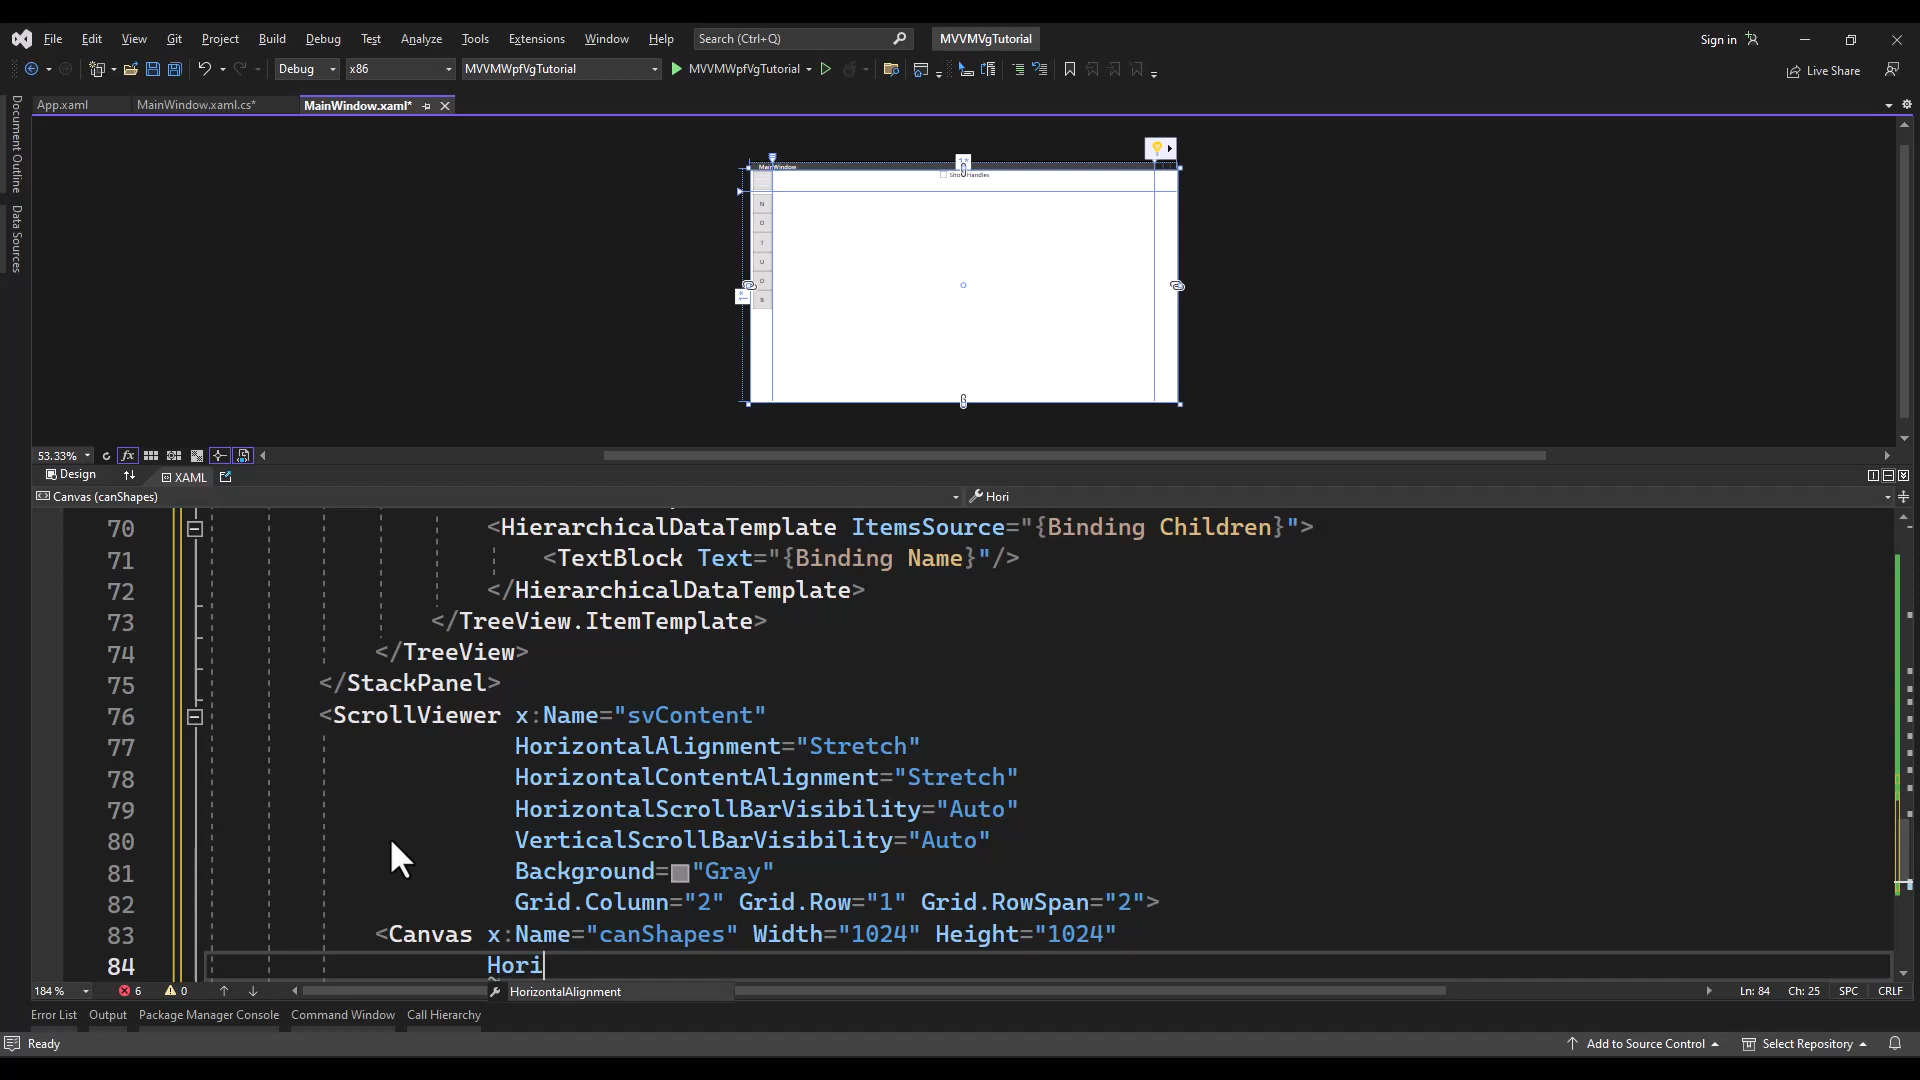 File Edit View Git Project Build Debug Test Analyze Tools Extensions Window Help Search (Ctrl+Q) MVVMVgTutorial Sign in
Debug x86 MVVMWpfVgTutorial MVVMWpfVgTutorial Live Share
App.xaml MainWindow.xaml.cs* MainWindow.xaml*
Document Outline
Data Sources
MainWindow
Show Handles
N
U
53.33% fx
Design XAML
Canvas (canShapes) Hori
70 <HierarchicalDataTemplate ItemsSource="{Binding Children}">
71 <TextBlock Text="{Binding Name}"/>
72 </HierarchicalDataTemplate>
73 </TreeView.ItemTemplate>
74 </TreeView>
75 </StackPanel>
76 <ScrollViewer x:Name="svContent"
77 HorizontalAlignment="Stretch"
78 HorizontalContentAlignment="Stretch"
79 HorizontalScrollBarVisibility="Auto"
80 VerticalScrollBarVisibility="Auto"
81 Background="Gray"
82 Grid.Column="2" Grid.Row="1" Grid.RowSpan="2">
83 <Canvas x:Name="canShapes" Width="1024" Height="1024"
84 Hori
HorizontalAlignment
184 % 6 0 Ln: 84 Ch: 25 SPC CRLF
Error List Output Package Manager Console Command Window Call Hierarchy
Ready Add to Source Control Select Repository